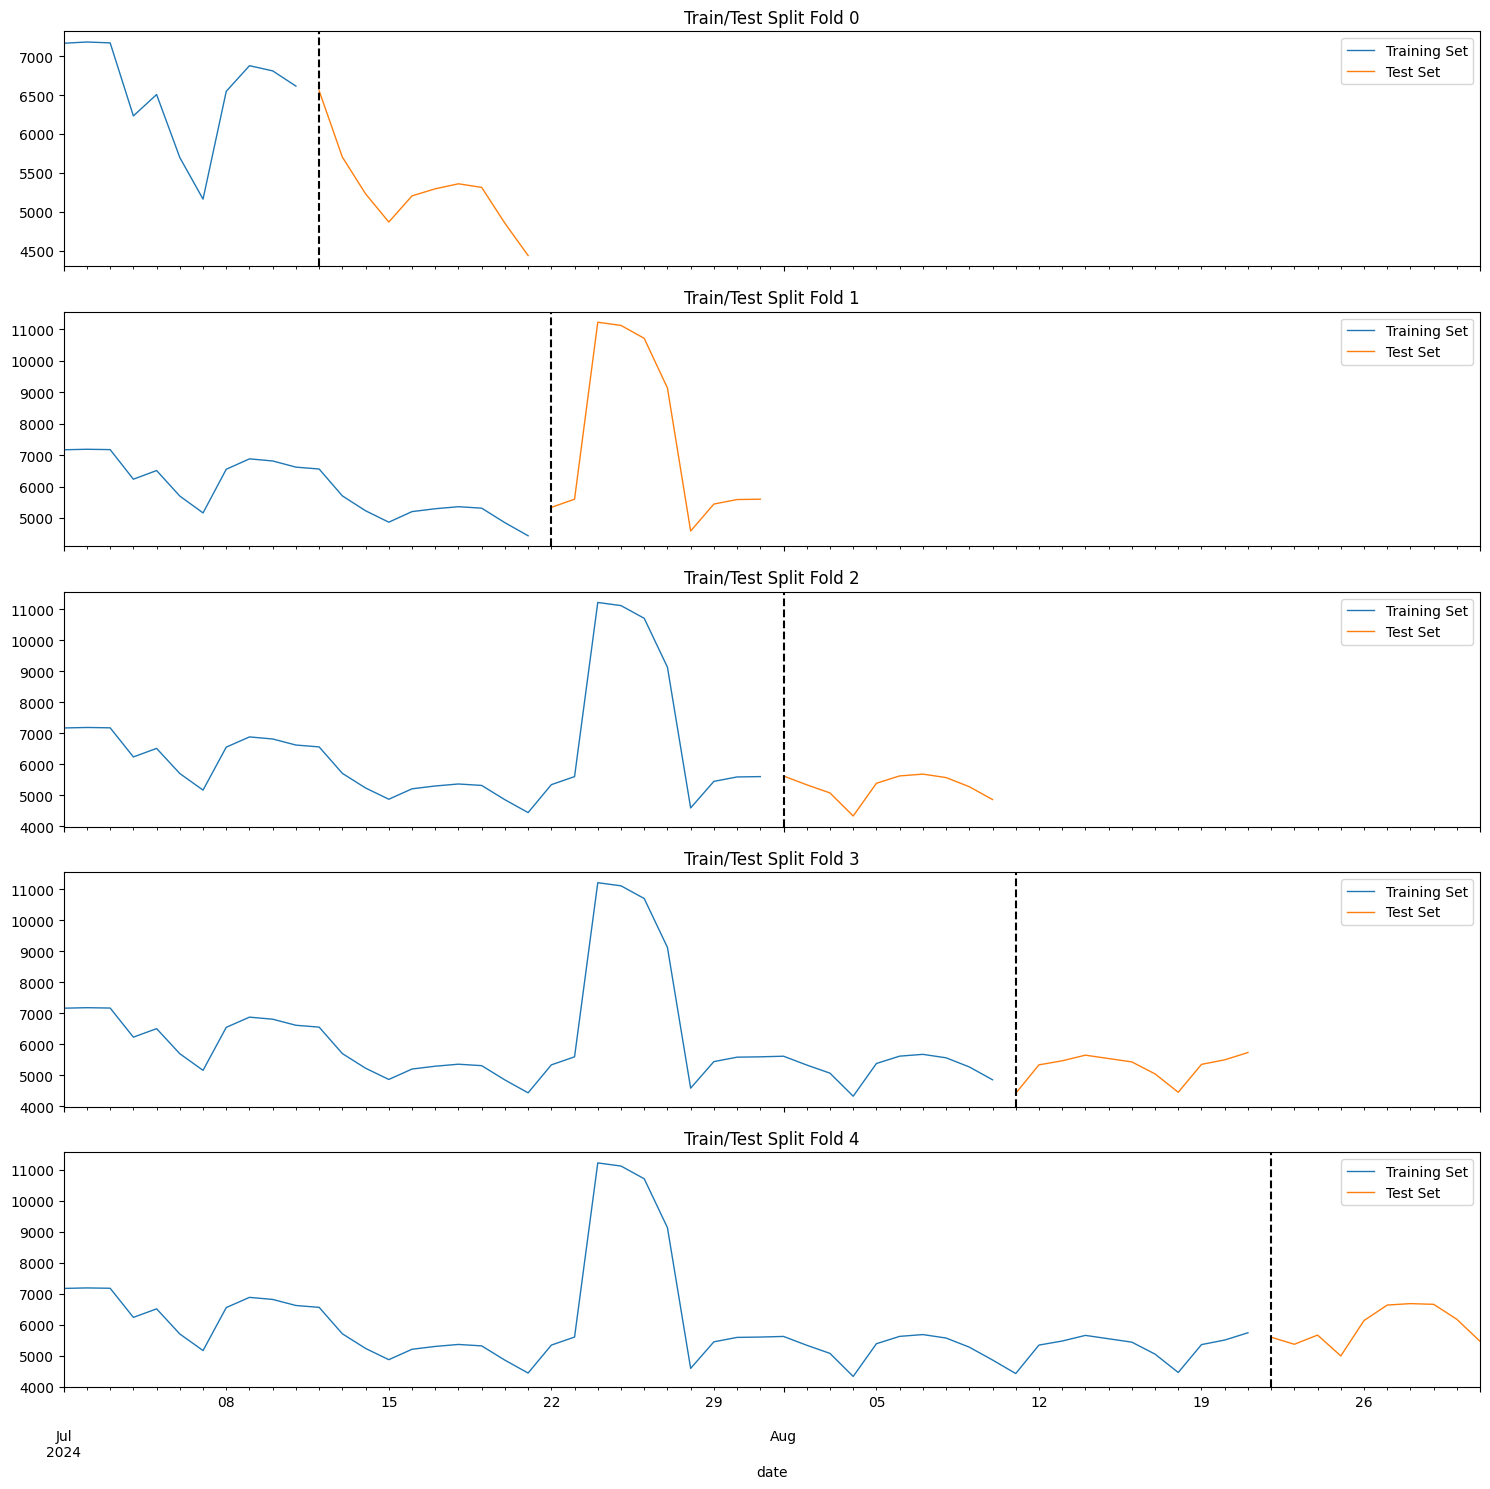 Train/Test Split Fold 0
7000
6500
6000
5500
5000
4500
Training Set
Test Set
Train/Test Split Fold 1
11000
10000
9000
8000
7000
6000
5000
Training Set
Test Set
Train/Test Split Fold 2
11000
10000
9000
8000
7000
6000
5000
4000
Training Set
Test Set
Train/Test Split Fold 3
11000
10000
9000
8000
7000
6000
5000
4000
Training Set
Test Set
Train/Test Split Fold 4
11000
10000
9000
8000
7000
6000
5000
4000
Training Set
Test Set
08 15 22 29 05 12 19 26
Jul Aug
2024
date